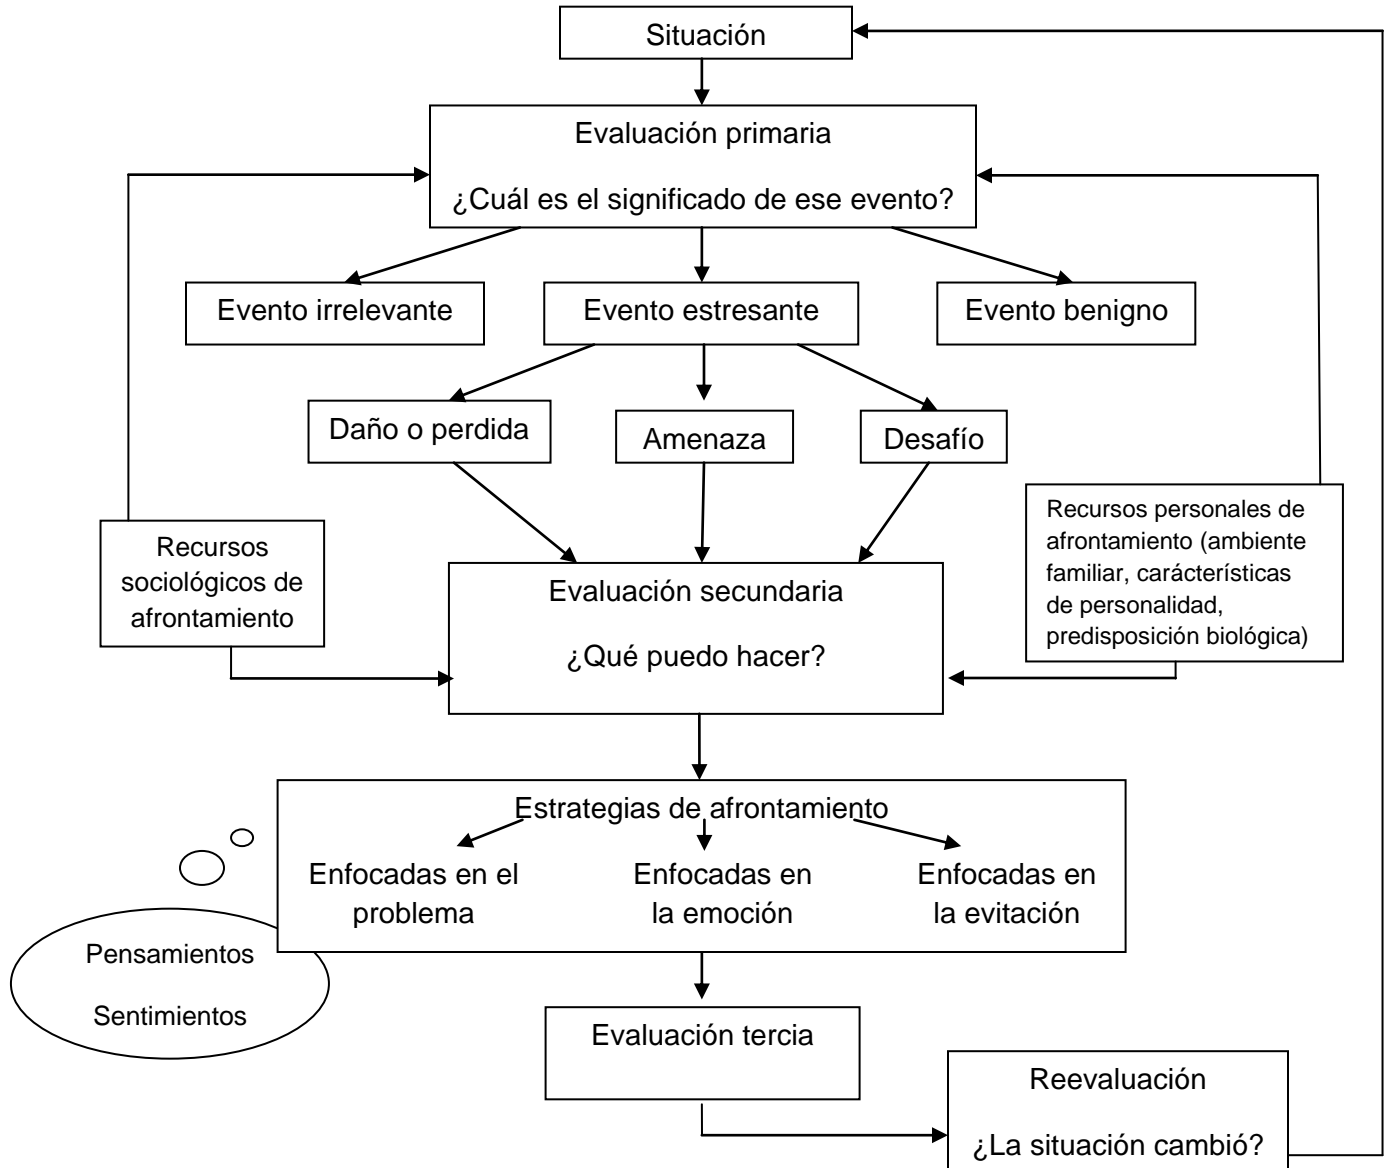 Situación
Evaluación primaria
¿Cuál es el significado de ese evento?
Evento irrelevante
Evento estresante
Evento benigno
Daño o perdida
Amenaza
Desafío
Recursos
sociológicos de
afrontamiento
Recursos personales de
afrontamiento (ambiente
familiar, carácterísticas
de personalidad,
predisposición biológica)
Evaluación secundaria
¿Qué puedo hacer?
Estrategias de afrontamiento
Enfocadas en el
problema
Enfocadas en
la emoción
Enfocadas en
la evitación
Pensamientos
Sentimientos
Evaluación tercia
Reevaluación
¿La situación cambió?